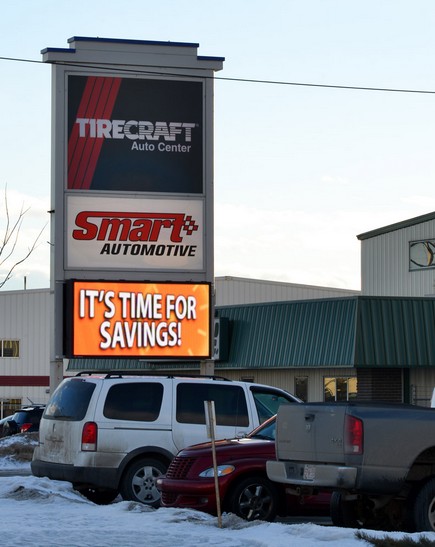 TIRECRAFT
Auto Center
Smart
AUTOMOTIVE
IT'S TIME FOR
SAVINGS!